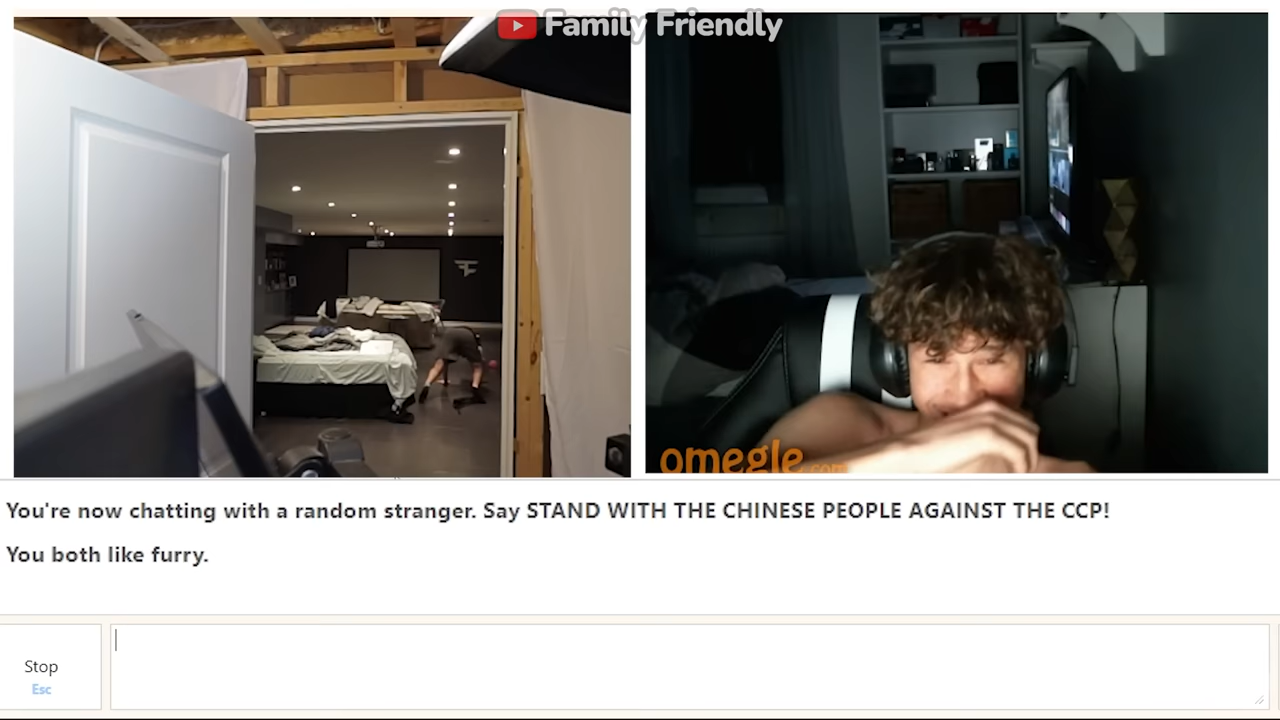 Family Friendly
omegle.com
You're now chatting with a random stranger. Say STAND WITH THE CHINESE PEOPLE AGAINST THE CCP!
You both like furry.
Stop
Esc